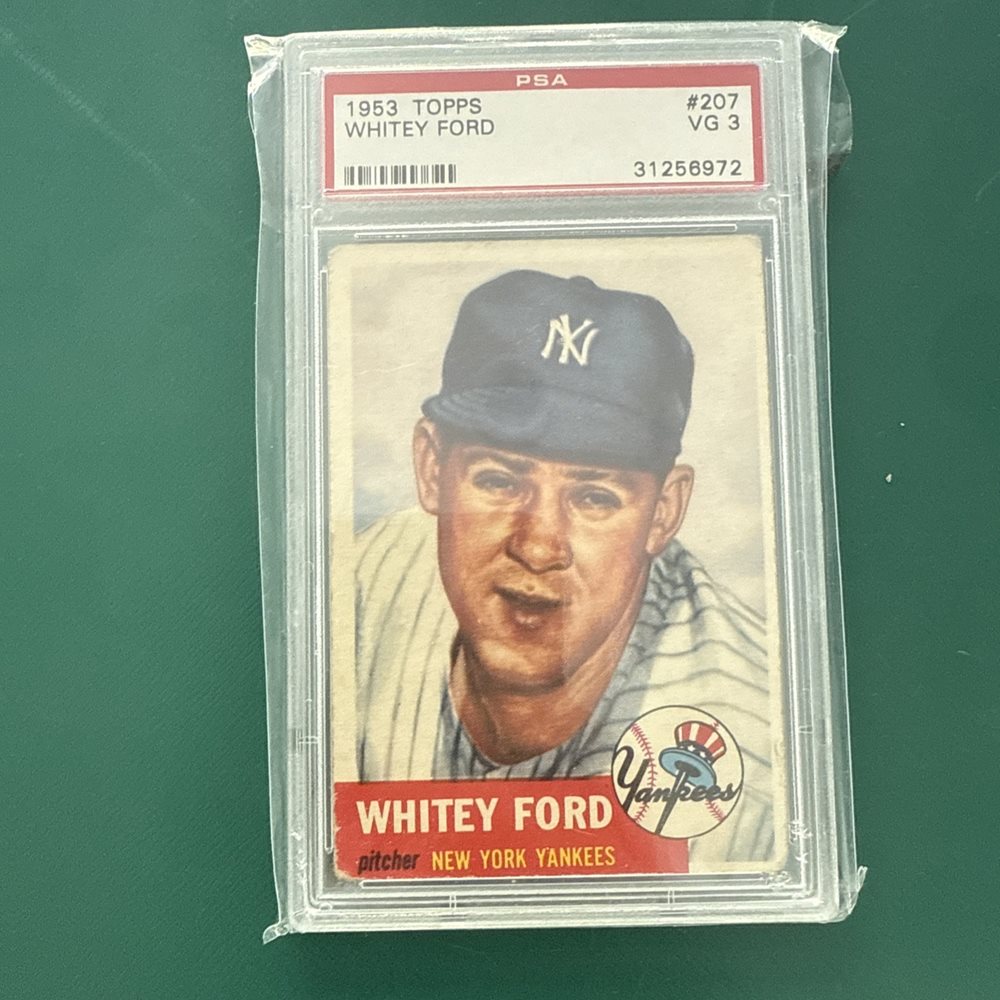 PSA
1953 TOPPS #207
WHITEY FORD VG 3
31256972
NY
Yankees
WHITEY FORD
pitcher NEW YORK YANKEES